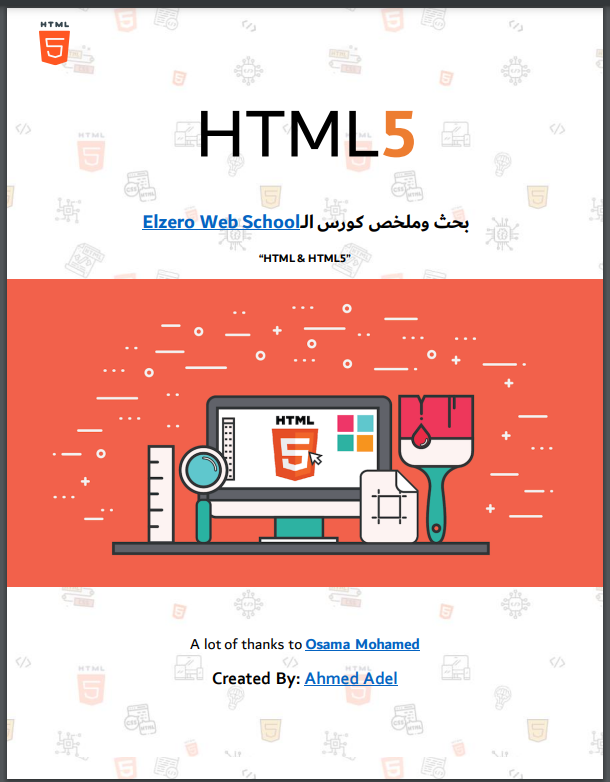 HTML
5
HTML5
بحث وملخص كورس الـElzero Web School
“HTML & HTML5”
HTML
5
A lot of thanks to Osama Mohamed
Created By: Ahmed Adel